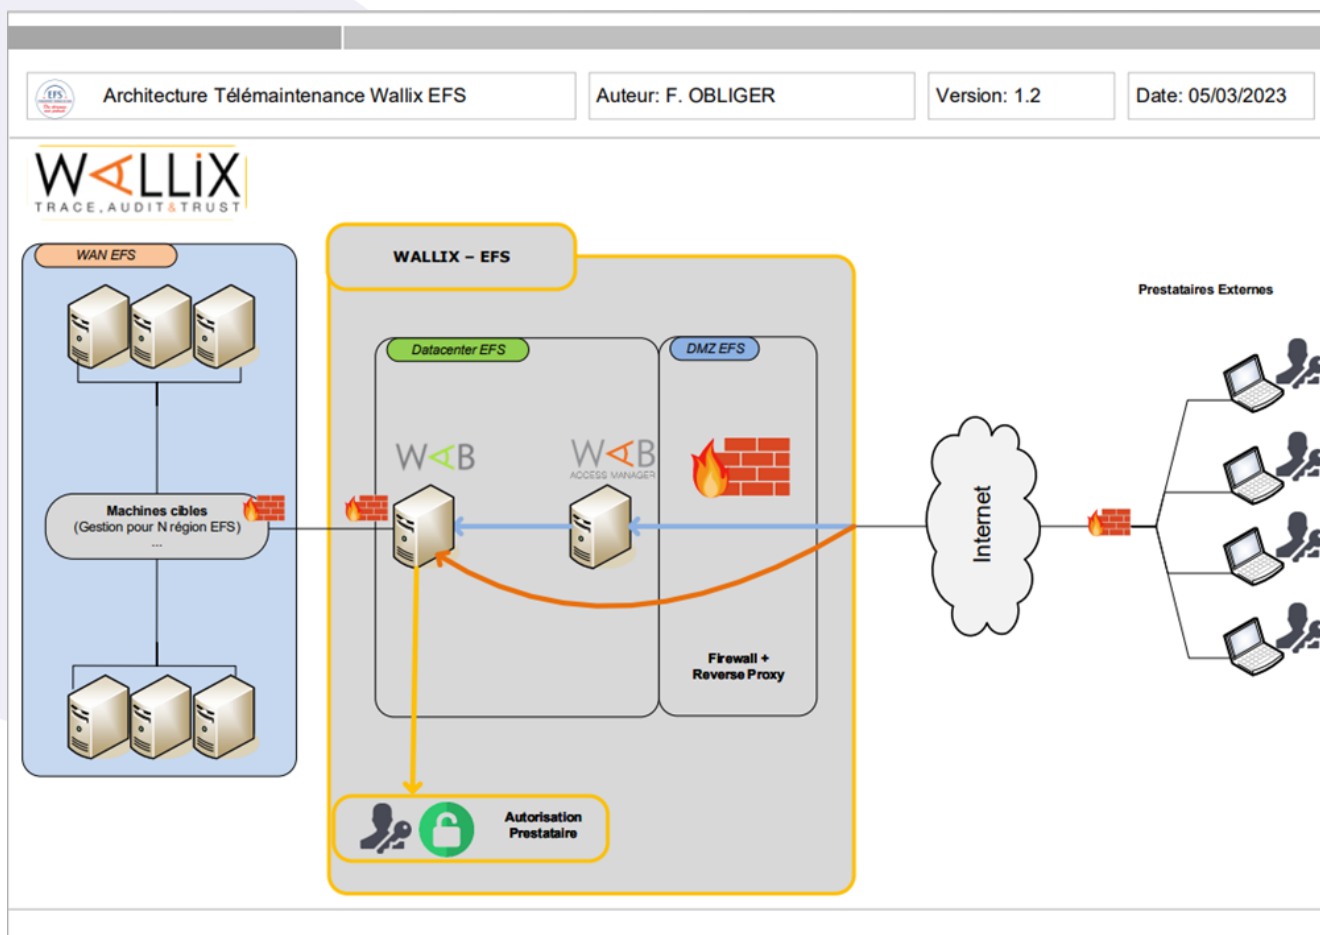 EFS
Architecture Télémaintenance Wallix EFS
Auteur: F. OBLIGER
Version: 1.2
Date: 05/03/2023
WALLiX
TRACE, AUDIT & TRUST
WAN EFS
WALLIX – EFS
Prestataires Externes
Datacenter EFS
DMZ EFS
WAB
WAB
ACCESS MANAGER
Machines cibles
(Gestion pour N région EFS)
...
Internet
Firewall +
Reverse Proxy
Autorisation
Prestataire